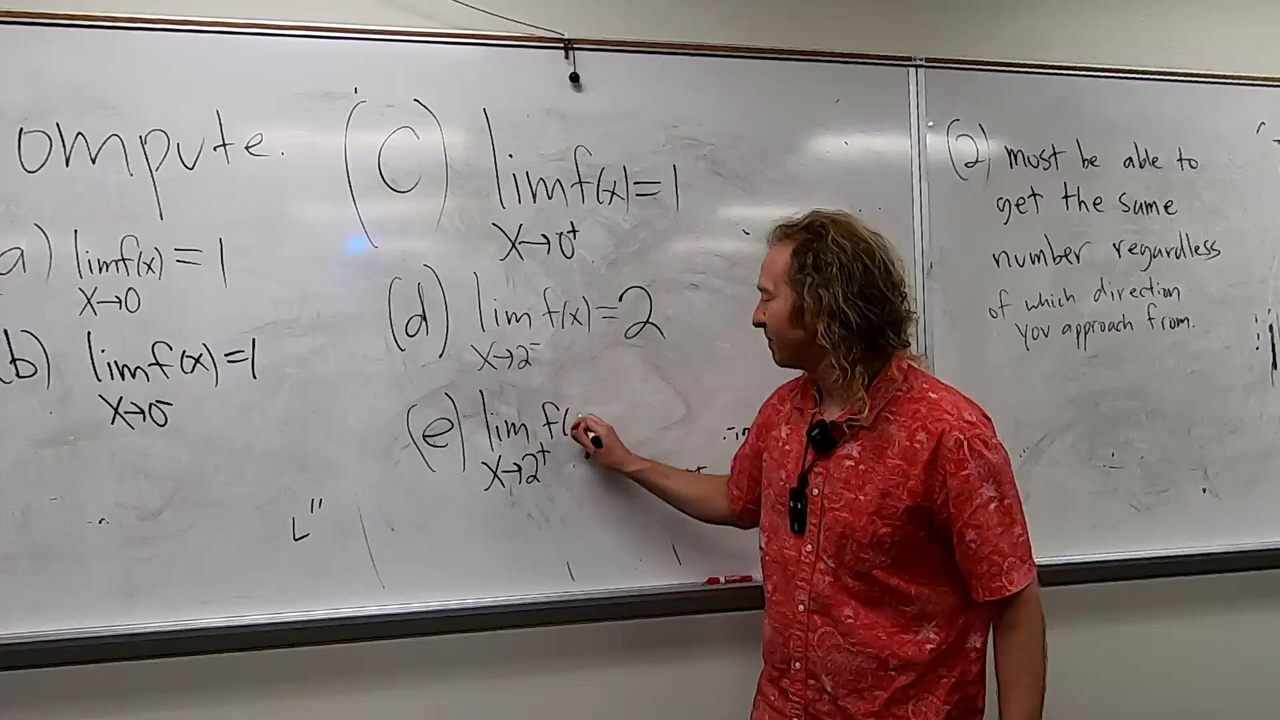 ompute.
a) lim f(x) = 1
x→0
b) lim f(x) = 1
x→0⁻
L"
(C) lim f(x) = 1
x→0⁺
(d) lim f(x) = 2
x→2⁻
(e) lim f(
x→2⁺
(2) must be able to
get the same
number regardless
of which direction
you approach from.